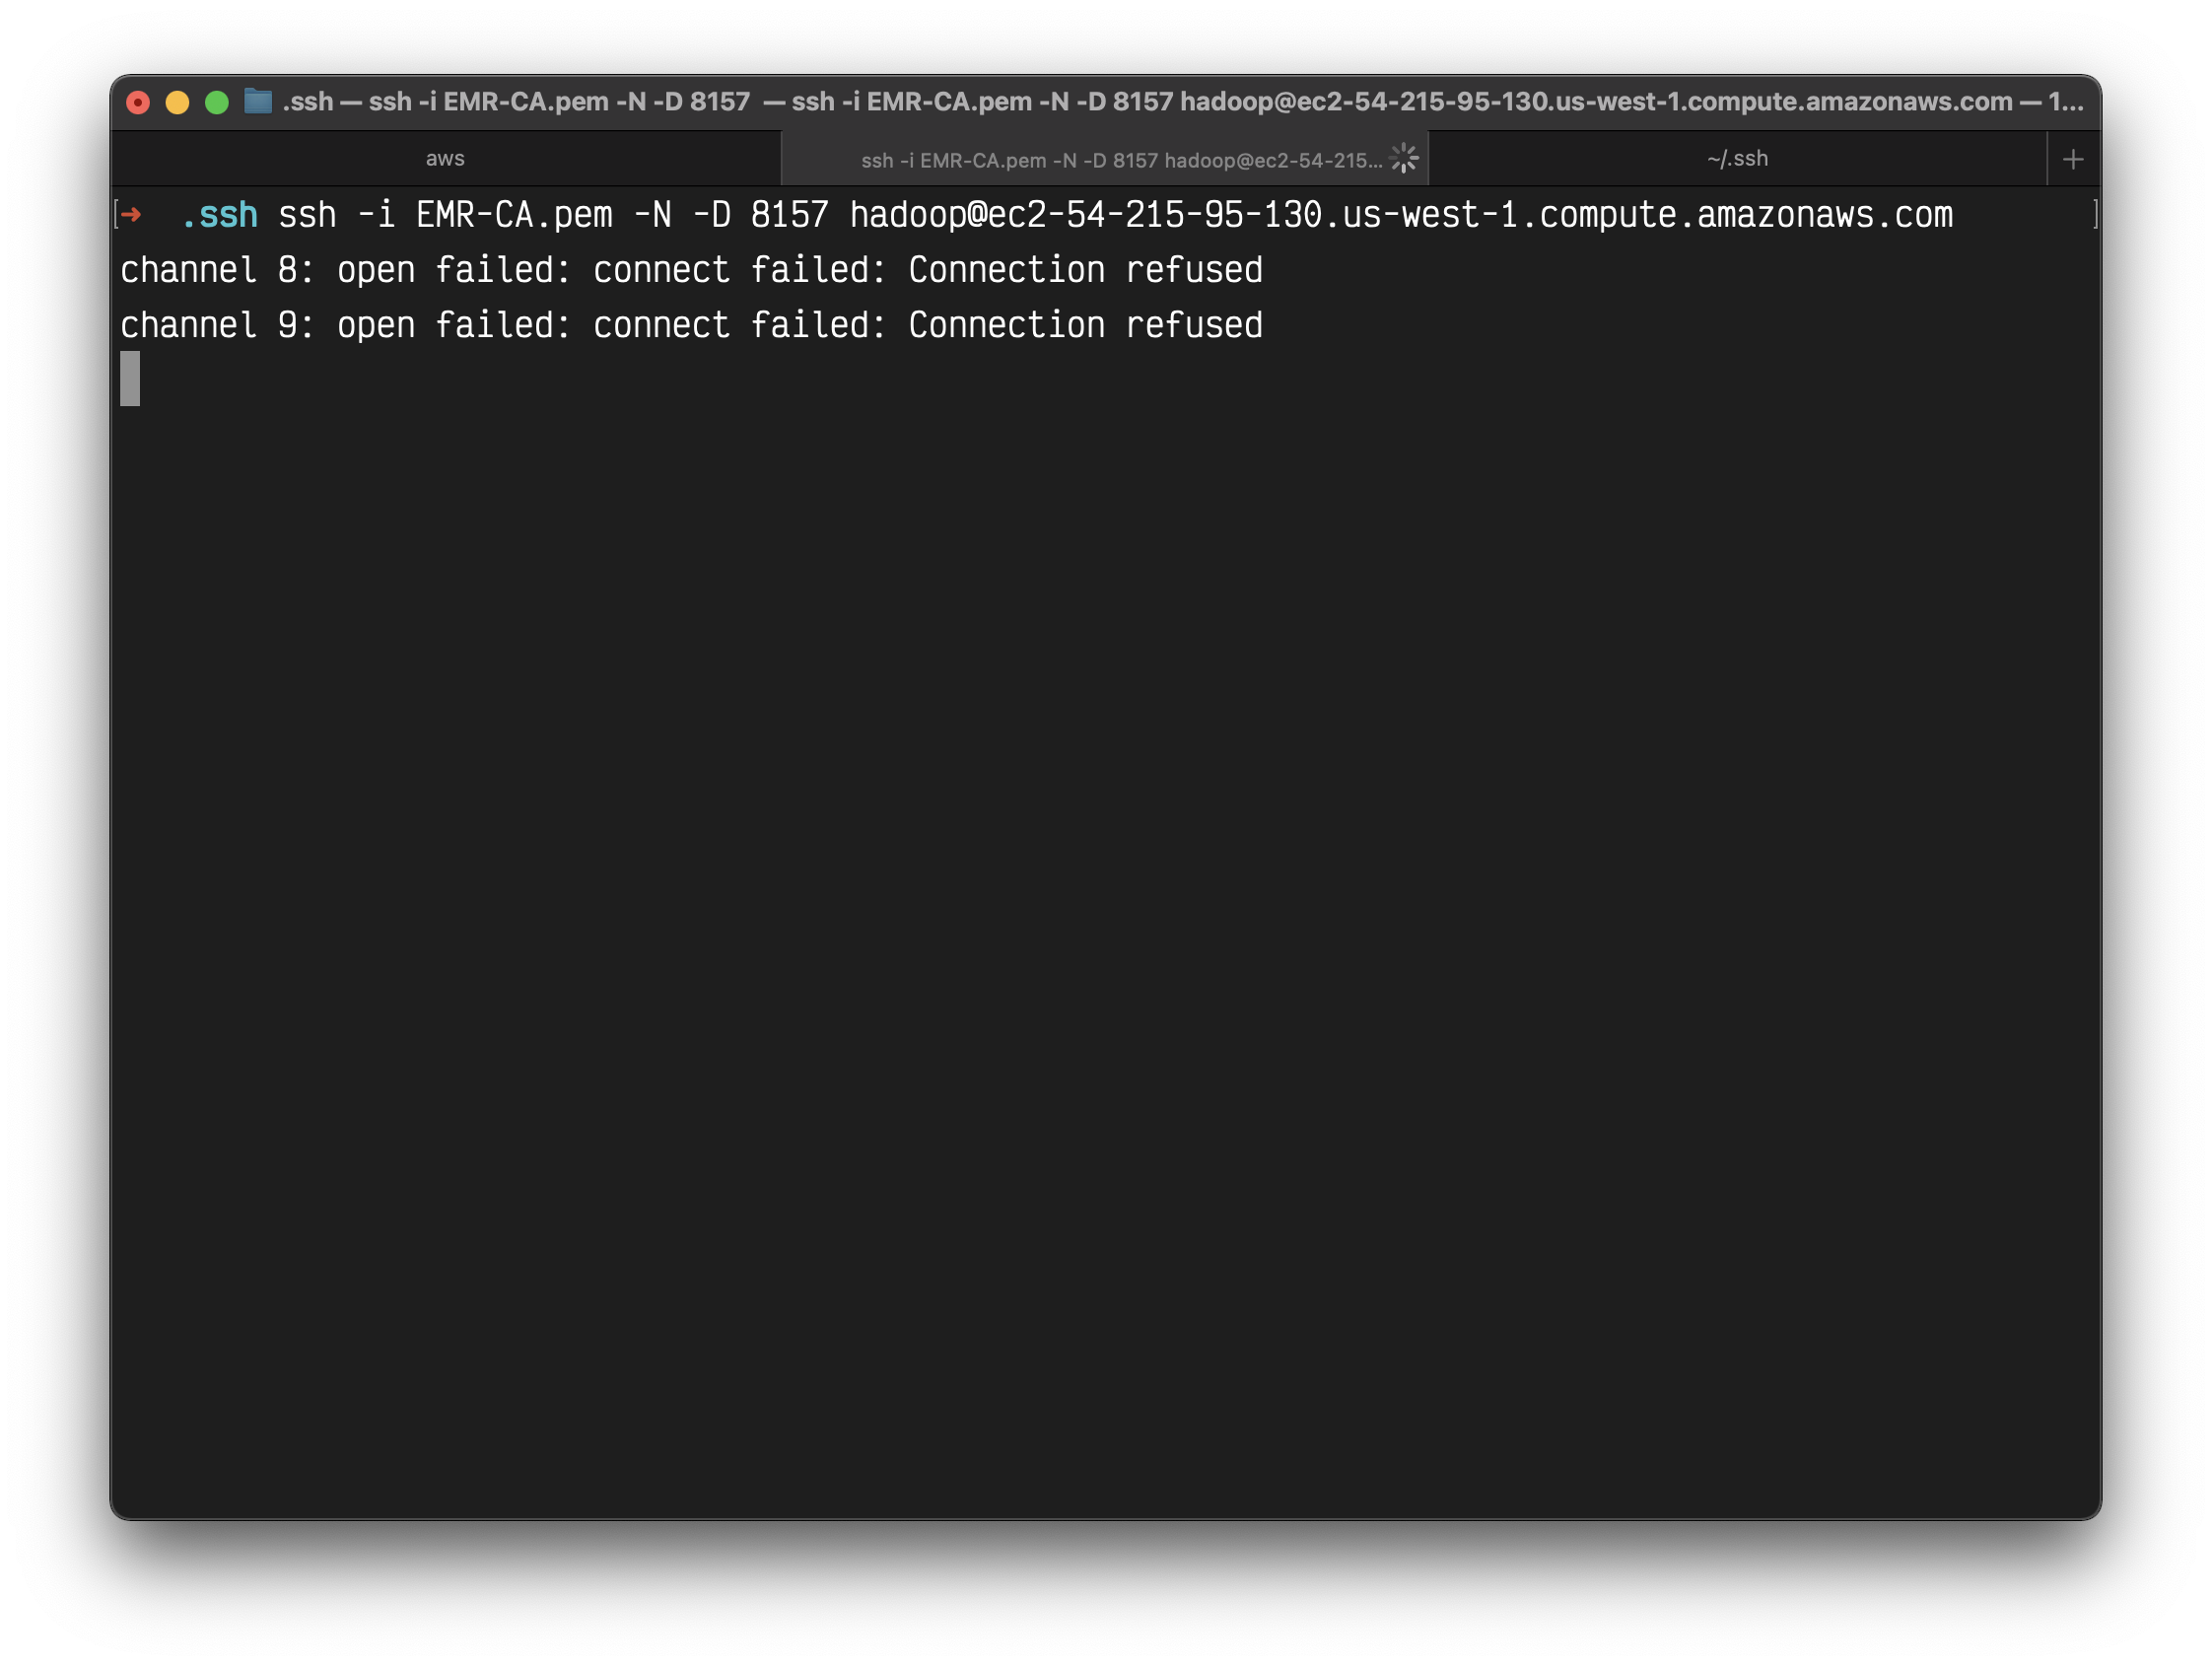 .ssh — ssh -i EMR-CA.pem -N -D 8157 — ssh -i EMR-CA.pem -N -D 8157 hadoop@ec2-54-215-95-130.us-west-1.compute.amazonaws.com — 1...
aws ssh -i EMR-CA.pem -N -D 8157 hadoop@ec2-54-215... ~/.ssh +
[➜ .ssh ssh -i EMR-CA.pem -N -D 8157 hadoop@ec2-54-215-95-130.us-west-1.compute.amazonaws.com ]
channel 8: open failed: connect failed: Connection refused
channel 9: open failed: connect failed: Connection refused